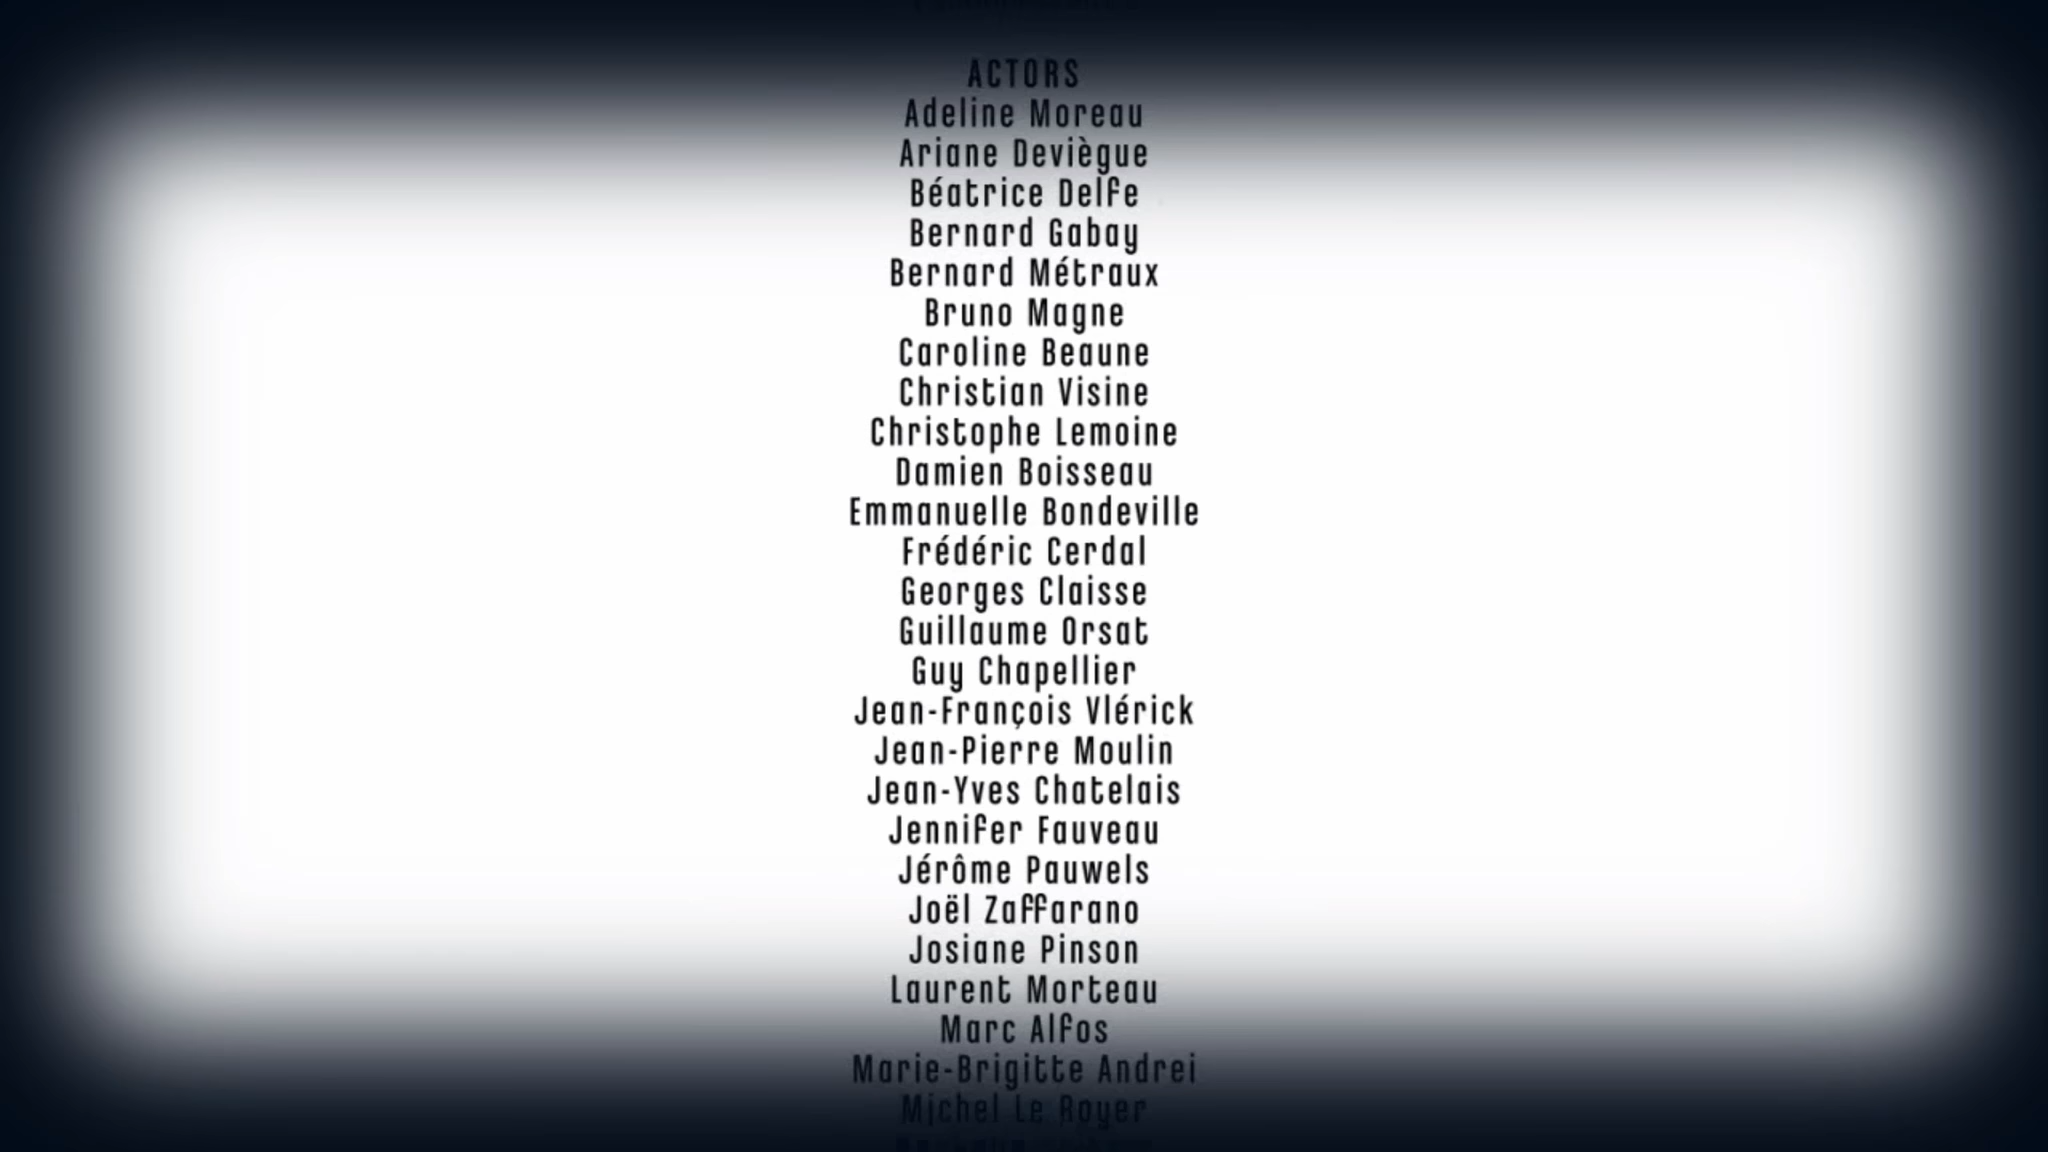 ACTORS
Adeline Moreau
Ariane Deviègue
Béatrice Delfe
Bernard Gabay
Bernard Métraux
Bruno Magne
Caroline Beaune
Christian Visine
Christophe Lemoine
Damien Boisseau
Emmanuelle Bondeville
Frédéric Cerdal
Georges Claisse
Guillaume Orsat
Guy Chapellier
Jean-François Vlérick
Jean-Pierre Moulin
Jean-Yves Chatelais
Jennifer Fauveau
Jérôme Pauwels
Joël Zaffarano
Josiane Pinson
Laurent Morteau
Marc Alfos
Marie-Brigitte Andrei
Michel Le Royer